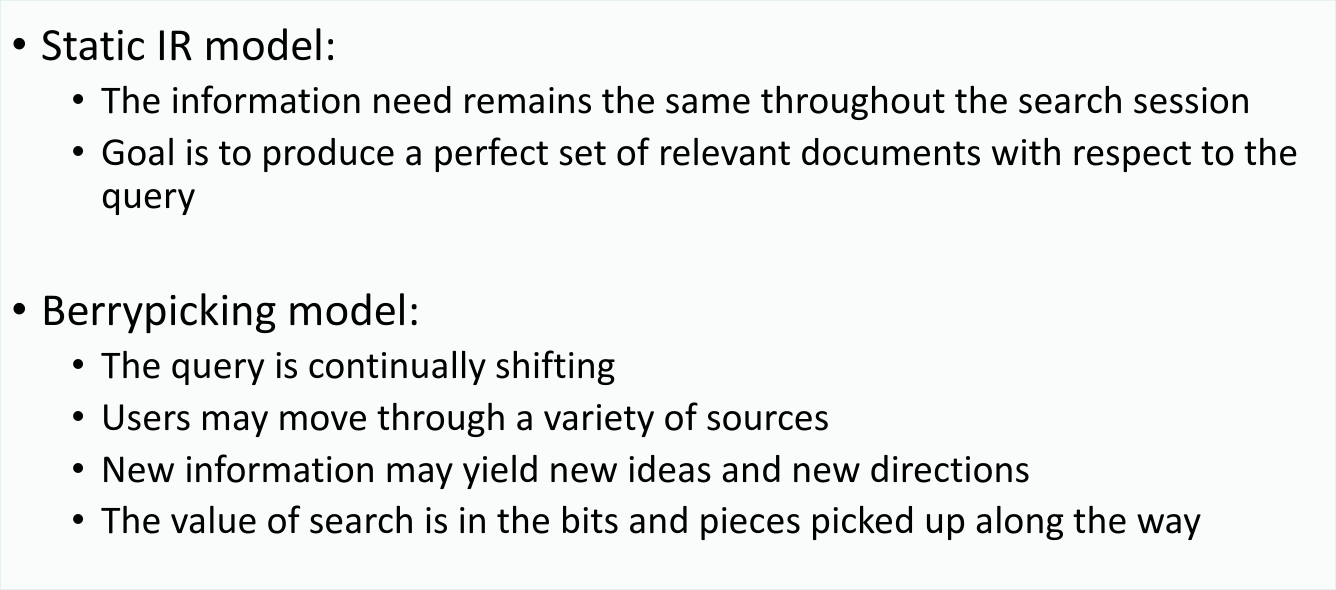 • Static IR model:
• The information need remains the same throughout the search session
• Goal is to produce a perfect set of relevant documents with respect to the
query
• Berrypicking model:
• The query is continually shifting
• Users may move through a variety of sources
• New information may yield new ideas and new directions
• The value of search is in the bits and pieces picked up along the way